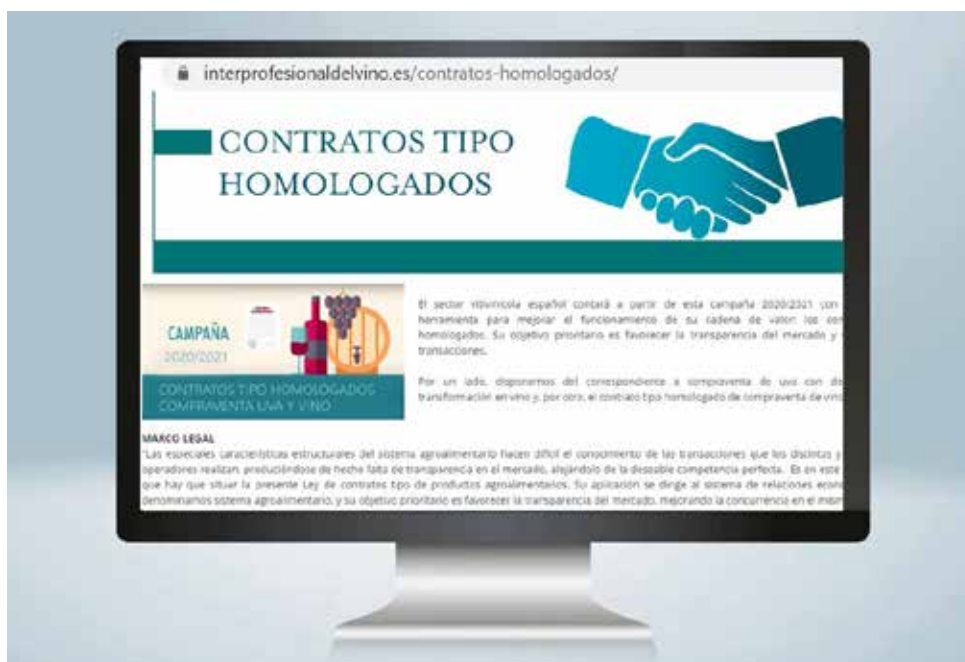 interprofesionaldelvino.es/contratos-homologados/
CONTRATOS TIPO
HOMOLOGADOS
CAMPAÑA
2020/2021
CONTRATOS TIPO HOMOLOGADOS
COMPRAVENTA UVA Y VINO
El sector vitivinícola español contará a partir de esta campaña 2020/2021 con
herramienta para mejorar el funcionamiento de su cadena de valor: los con
homologados. Su objetivo prioritario es favorecer la transparencia del mercado y
transacciones.
Por un lado, disponemos del correspondiente a compraventa de uva con de
transformación en vino y, por otro, el contrato tipo homologado de compraventa de vino
MARCO LEGAL
"Las especiales características estructurales del sistema agroalimentario hacen difícil el conocimiento de las transacciones que los distintos y
operadores realizan, produciéndose de hecho falta de transparencia en el mercado, alejándolo de la deseable competencia perfecta. Es en este
que hay que situar la presente Ley de contratos tipo de productos agroalimentarios. Su aplicación se dirige al sistema de relaciones econ
denominamos sistema agroalimentario, y su objetivo prioritario es favorecer la transparencia del mercado, mejorando la concurrencia en el mism